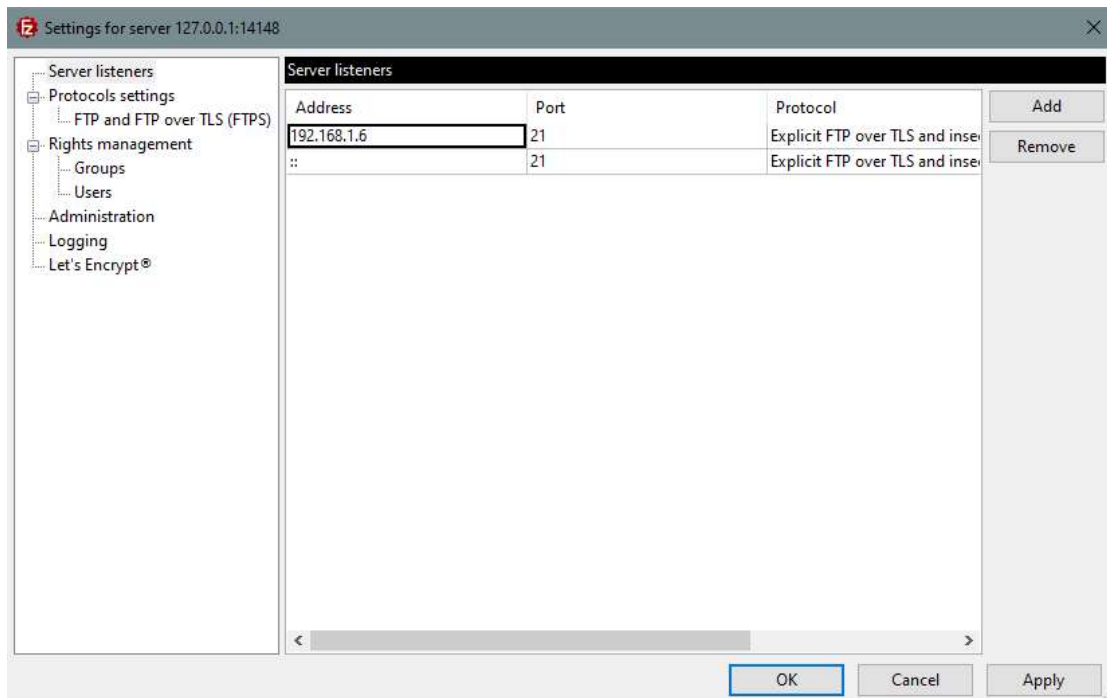 Settings for server 127.0.0.1:14148
Server listeners
Protocols settings
FTP and FTP over TLS (FTPS)
Rights management
Groups
Users
Administration
Logging
Let's Encrypt®
Server listeners
Address Port Protocol
192.168.1.6 21 Explicit FTP over TLS and inse
:: 21 Explicit FTP over TLS and inse
Add
Remove
OK Cancel Apply